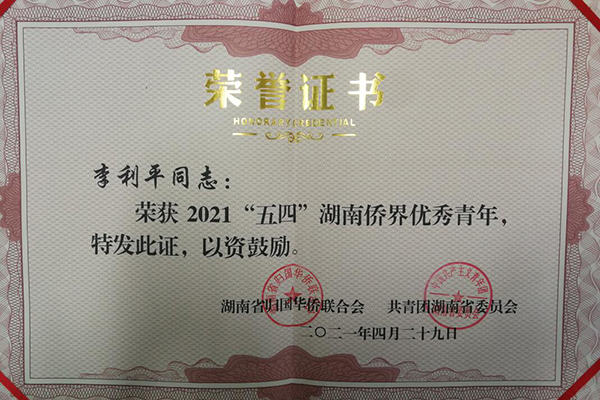 荣誉证书
HONORARY CREDENTIAL
李利平同志：
荣获 2021 “五四”湖南侨界优秀青年，
特发此证，以资鼓励。
湖南省归国华侨联合会 共青团湖南省委员会
二〇二一年四月二十九日